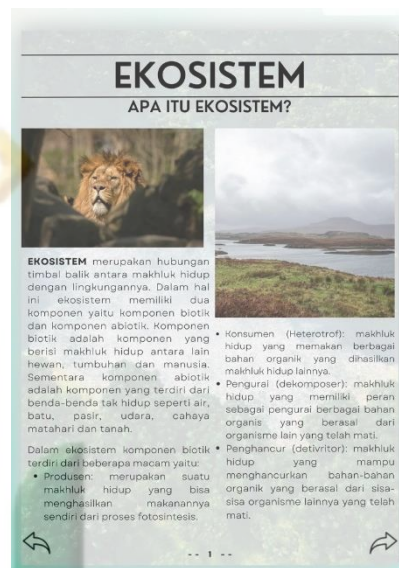 EKOSISTEM
APA ITU EKOSISTEM?
EKOSISTEM merupakan hubungan
timbal balik antara makhluk hidup
dengan lingkungannya. Dalam hal
ini ekosistem memiliki dua
komponen yaitu komponen biotik
dan komponen abiotik. Komponen
biotik adalah komponen yang
berisi makhluk hidup antara lain
hewan, tumbuhan dan manusia.
Sementara komponen abiotik
adalah komponen yang terdiri dari
benda-benda tak hidup seperti air,
batu, pasir, udara, cahaya
matahari dan tanah.
Dalam ekosistem komponen biotik
terdiri dari beberapa macam yaitu:
• Produsen: merupakan suatu
makhluk hidup yang bisa
menghasilkan makanannya
sendiri dari proses fotosintesis.
• Konsumen (Heterotrof): makhluk
hidup yang memakan berbagai
bahan organik yang dihasilkan
makhluk hidup lainnya.
• Pengurai (dekomposer): makhluk
hidup yang memiliki peran
sebagai pengurai berbagai bahan
organis yang berasal dari
organisme lain yang telah mati.
• Penghancur (detivritor): makhluk
hidup yang mampu
menghancurkan bahan-bahan
organik yang berasal dari sisa-
sisa organisme lainnya yang telah
mati.
-- 1 --